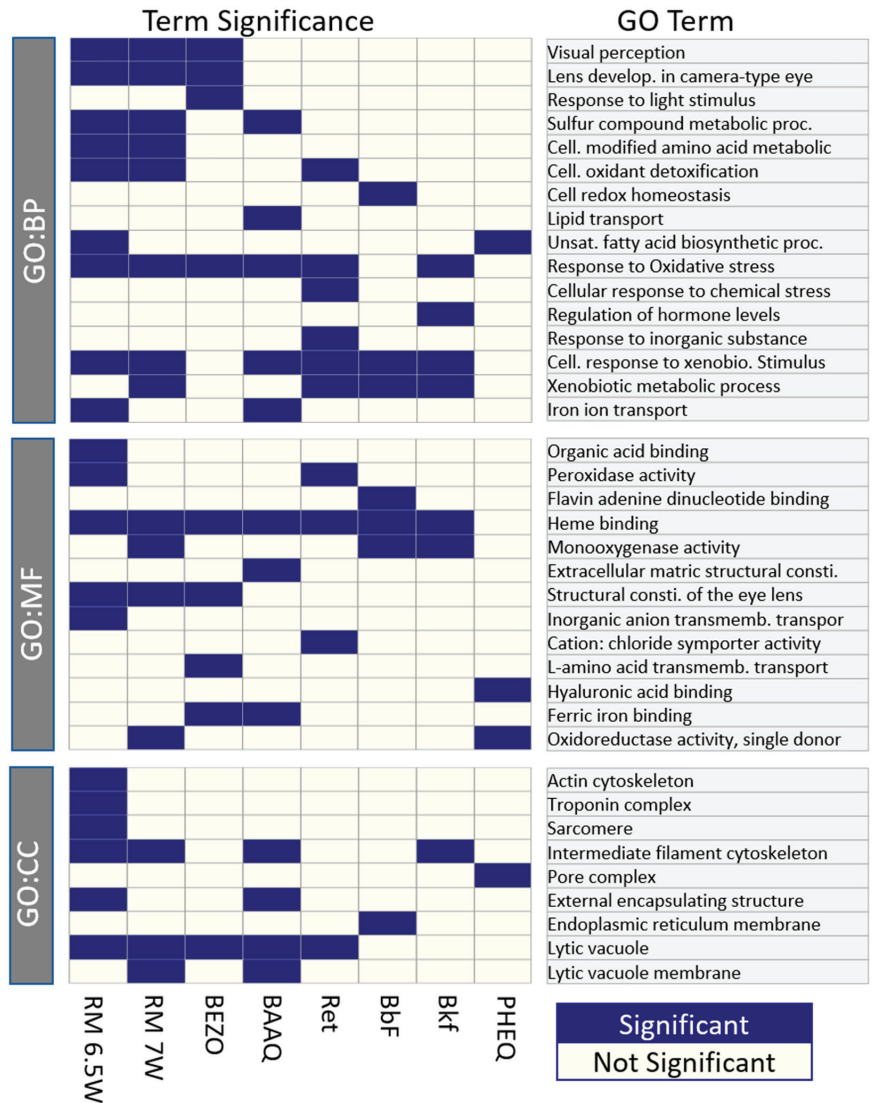 Term Significance
GO Term
GO:BP
Visual perception
Lens develop. in camera-type eye
Response to light stimulus
Sulfur compound metabolic proc.
Cell. modified amino acid metabolic
Cell. oxidant detoxification
Cell redox homeostasis
Lipid transport
Unsat. fatty acid biosynthetic proc.
Response to Oxidative stress
Cellular response to chemical stress
Regulation of hormone levels
Response to inorganic substance
Cell. response to xenobio. Stimulus
Xenobiotic metabolic process
Iron ion transport
GO:MF
Organic acid binding
Peroxidase activity
Flavin adenine dinucleotide binding
Heme binding
Monooxygenase activity
Extracellular matric structural consti.
Structural consti. of the eye lens
Inorganic anion transmemb. transpor
Cation: chloride symporter activity
L-amino acid transmemb. transport
Hyaluronic acid binding
Ferric iron binding
Oxidoreductase activity, single donor
GO:CC
Actin cytoskeleton
Troponin complex
Sarcomere
Intermediate filament cytoskeleton
Pore complex
External encapsulating structure
Endoplasmic reticulum membrane
Lytic vacuole
Lytic vacuole membrane
RM 6.5W
RM 7W
BEZO
BAAQ
Ret
BbF
Bkf
PHEQ
Significant
Not Significant